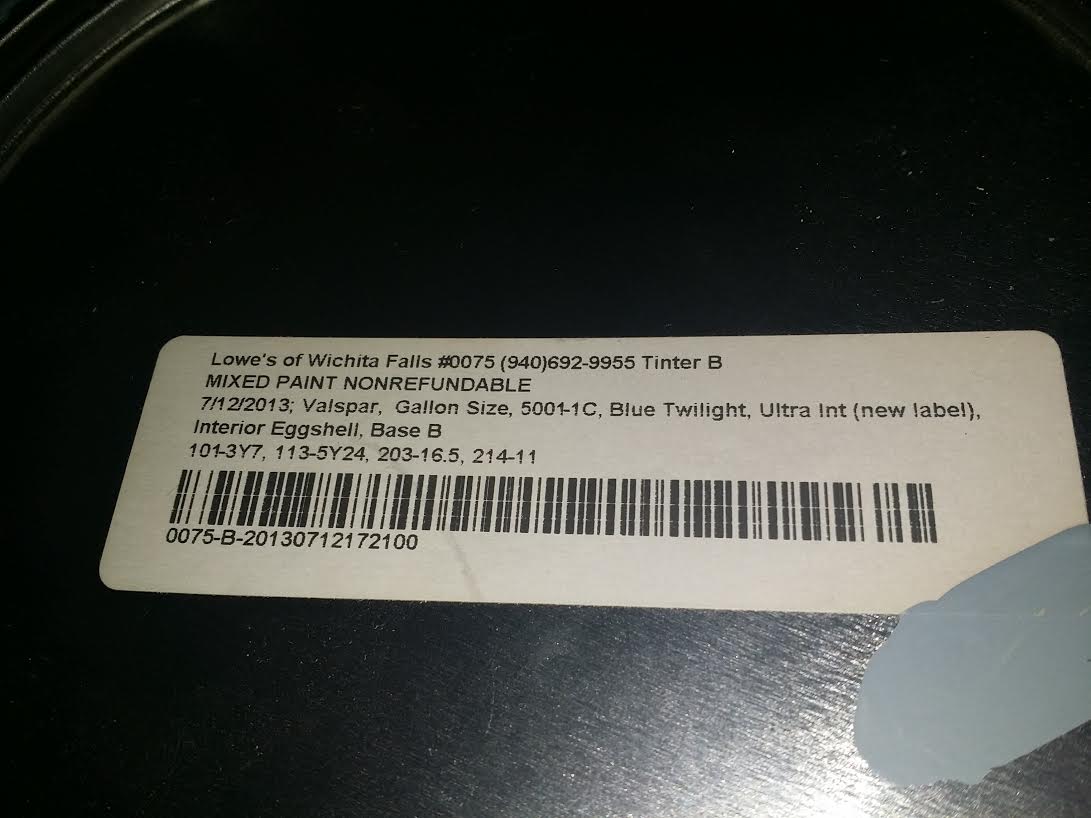 Lowe's of Wichita Falls #0075 (940)692-9955 Tinter B
MIXED PAINT NONREFUNDABLE
7/12/2013; Valspar, Gallon Size, 5001-1C, Blue Twilight, Ultra Int (new label),
Interior Eggshell, Base B
101-3Y7, 113-5Y24, 203-16.5, 214-11
0075-B-20130712172100